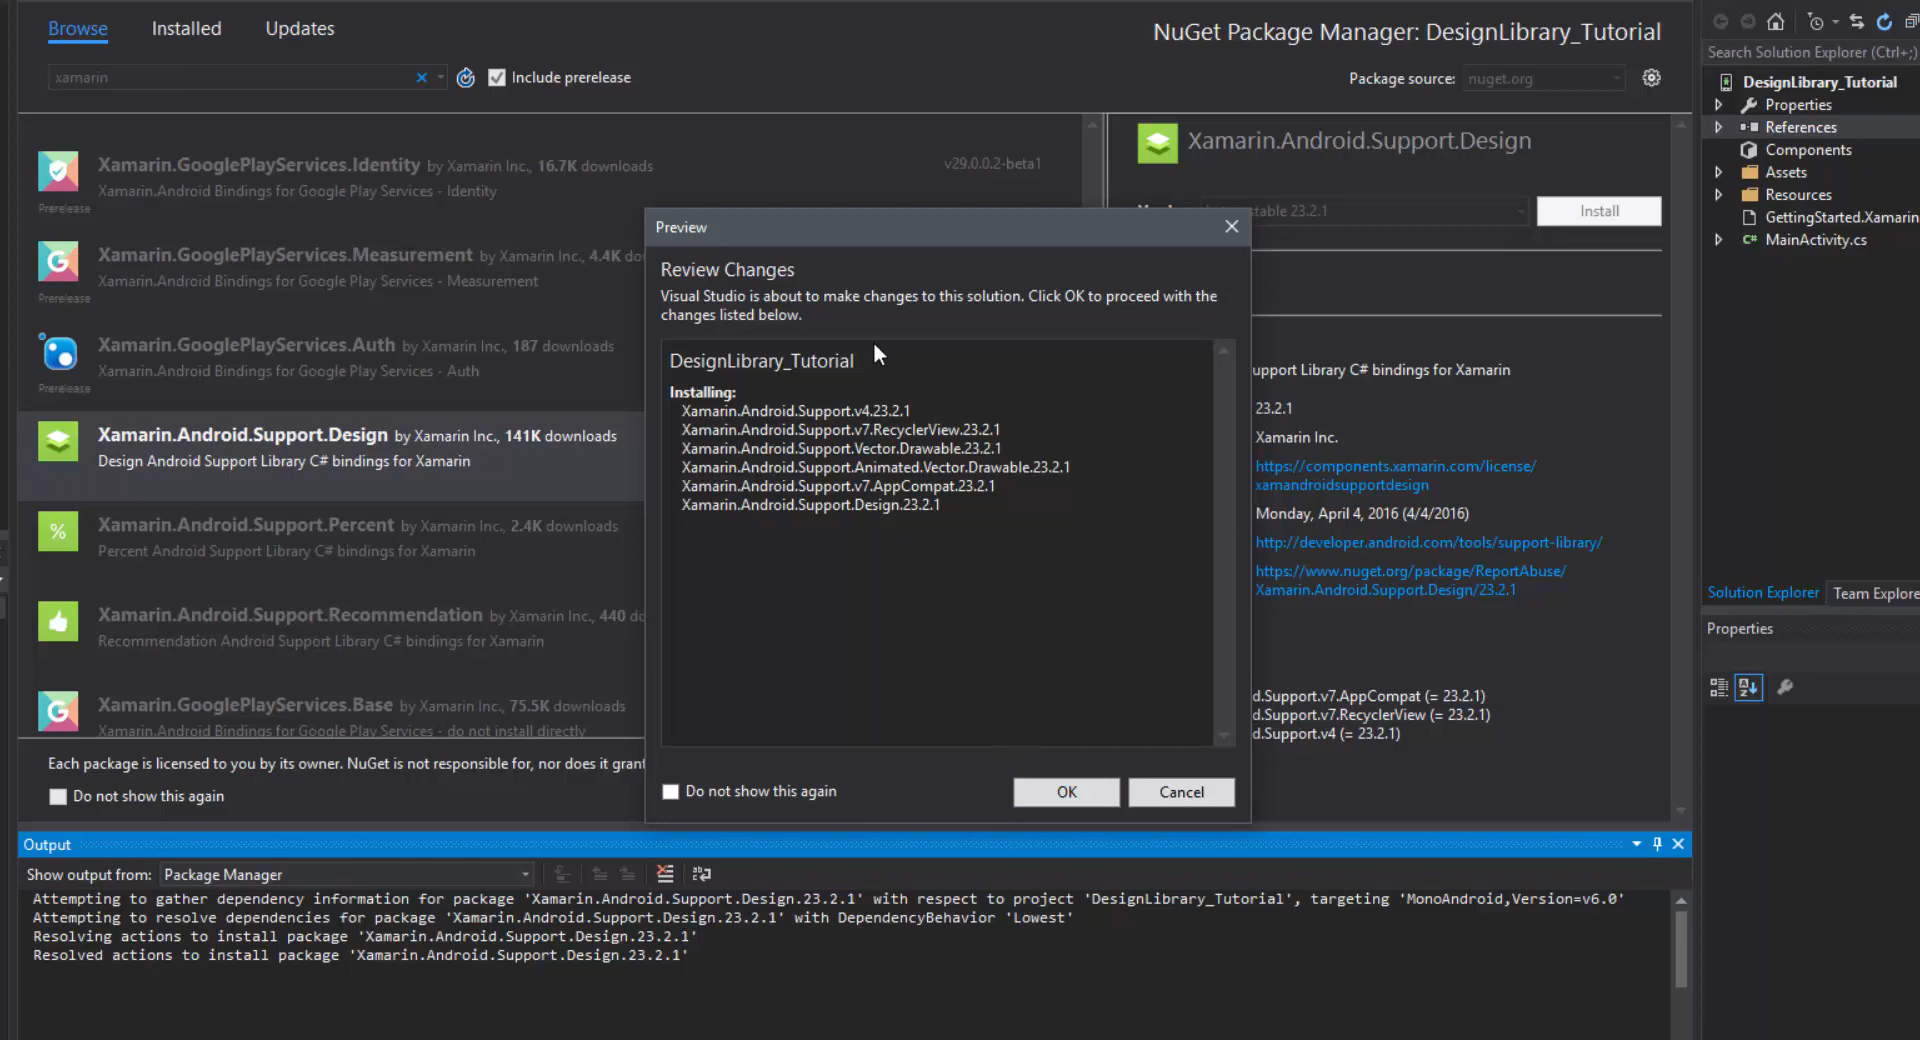 Browse
Installed
Updates
NuGet Package Manager: DesignLibrary_Tutorial
xamarin
Include prerelease
Package source:
nuget.org
Xamarin.GooglePlayServices.Identity by Xamarin Inc., 16.7K downloads
v29.0.0.2-beta1
Xamarin.Android Bindings for Google Play Services - Identity
Prerelease
Xamarin.GooglePlayServices.Measurement by Xamarin Inc., 4.4K do
Xamarin.Android Bindings for Google Play Services - Measurement
Prerelease
Xamarin.GooglePlayServices.Auth by Xamarin Inc., 187 downloads
Xamarin.Android Bindings for Google Play Services - Auth
Prerelease
Xamarin.Android.Support.Design by Xamarin Inc., 141K downloads
Design Android Support Library C# bindings for Xamarin
Xamarin.Android.Support.Percent by Xamarin Inc., 2.4K downloads
Percent Android Support Library C# bindings for Xamarin
Xamarin.Android.Support.Recommendation by Xamarin Inc., 440 do
Recommendation Android Support Library C# bindings for Xamarin
Xamarin.GooglePlayServices.Base by Xamarin Inc., 75.5K downloads
Xamarin.Android Bindings for Google Play Services - do not install directly
Each package is licensed to you by its owner. NuGet is not responsible for, nor does it grant
Do not show this again
Preview
Review Changes
Visual Studio is about to make changes to this solution. Click OK to proceed with the
changes listed below.
DesignLibrary_Tutorial
Installing:
Xamarin.Android.Support.v4.23.2.1
Xamarin.Android.Support.v7.RecyclerView.23.2.1
Xamarin.Android.Support.Vector.Drawable.23.2.1
Xamarin.Android.Support.Animated.Vector.Drawable.23.2.1
Xamarin.Android.Support.v7.AppCompat.23.2.1
Xamarin.Android.Support.Design.23.2.1
Do not show this again
OK
Cancel
Xamarin.Android.Support.Design
stable 23.2.1
Install
upport Library C# bindings for Xamarin
23.2.1
Xamarin Inc.
https://components.xamarin.com/license/
xamandroidsupportdesign
Monday, April 4, 2016 (4/4/2016)
http://developer.android.com/tools/support-library/
https://www.nuget.org/package/ReportAbuse/
Xamarin.Android.Support.Design/23.2.1
d.Support.v7.AppCompat (= 23.2.1)
d.Support.v7.RecyclerView (= 23.2.1)
d.Support.v4 (= 23.2.1)
Search Solution Explorer (Ctrl+;)
DesignLibrary_Tutorial
Properties
References
Components
Assets
Resources
GettingStarted.Xamarin
C# MainActivity.cs
Solution Explorer
Team Explore
Properties
Output
Show output from:
Package Manager
Attempting to gather dependency information for package 'Xamarin.Android.Support.Design.23.2.1' with respect to project 'DesignLibrary_Tutorial', targeting 'MonoAndroid,Version=v6.0'
Attempting to resolve dependencies for package 'Xamarin.Android.Support.Design.23.2.1' with DependencyBehavior 'Lowest'
Resolving actions to install package 'Xamarin.Android.Support.Design.23.2.1'
Resolved actions to install package 'Xamarin.Android.Support.Design.23.2.1'